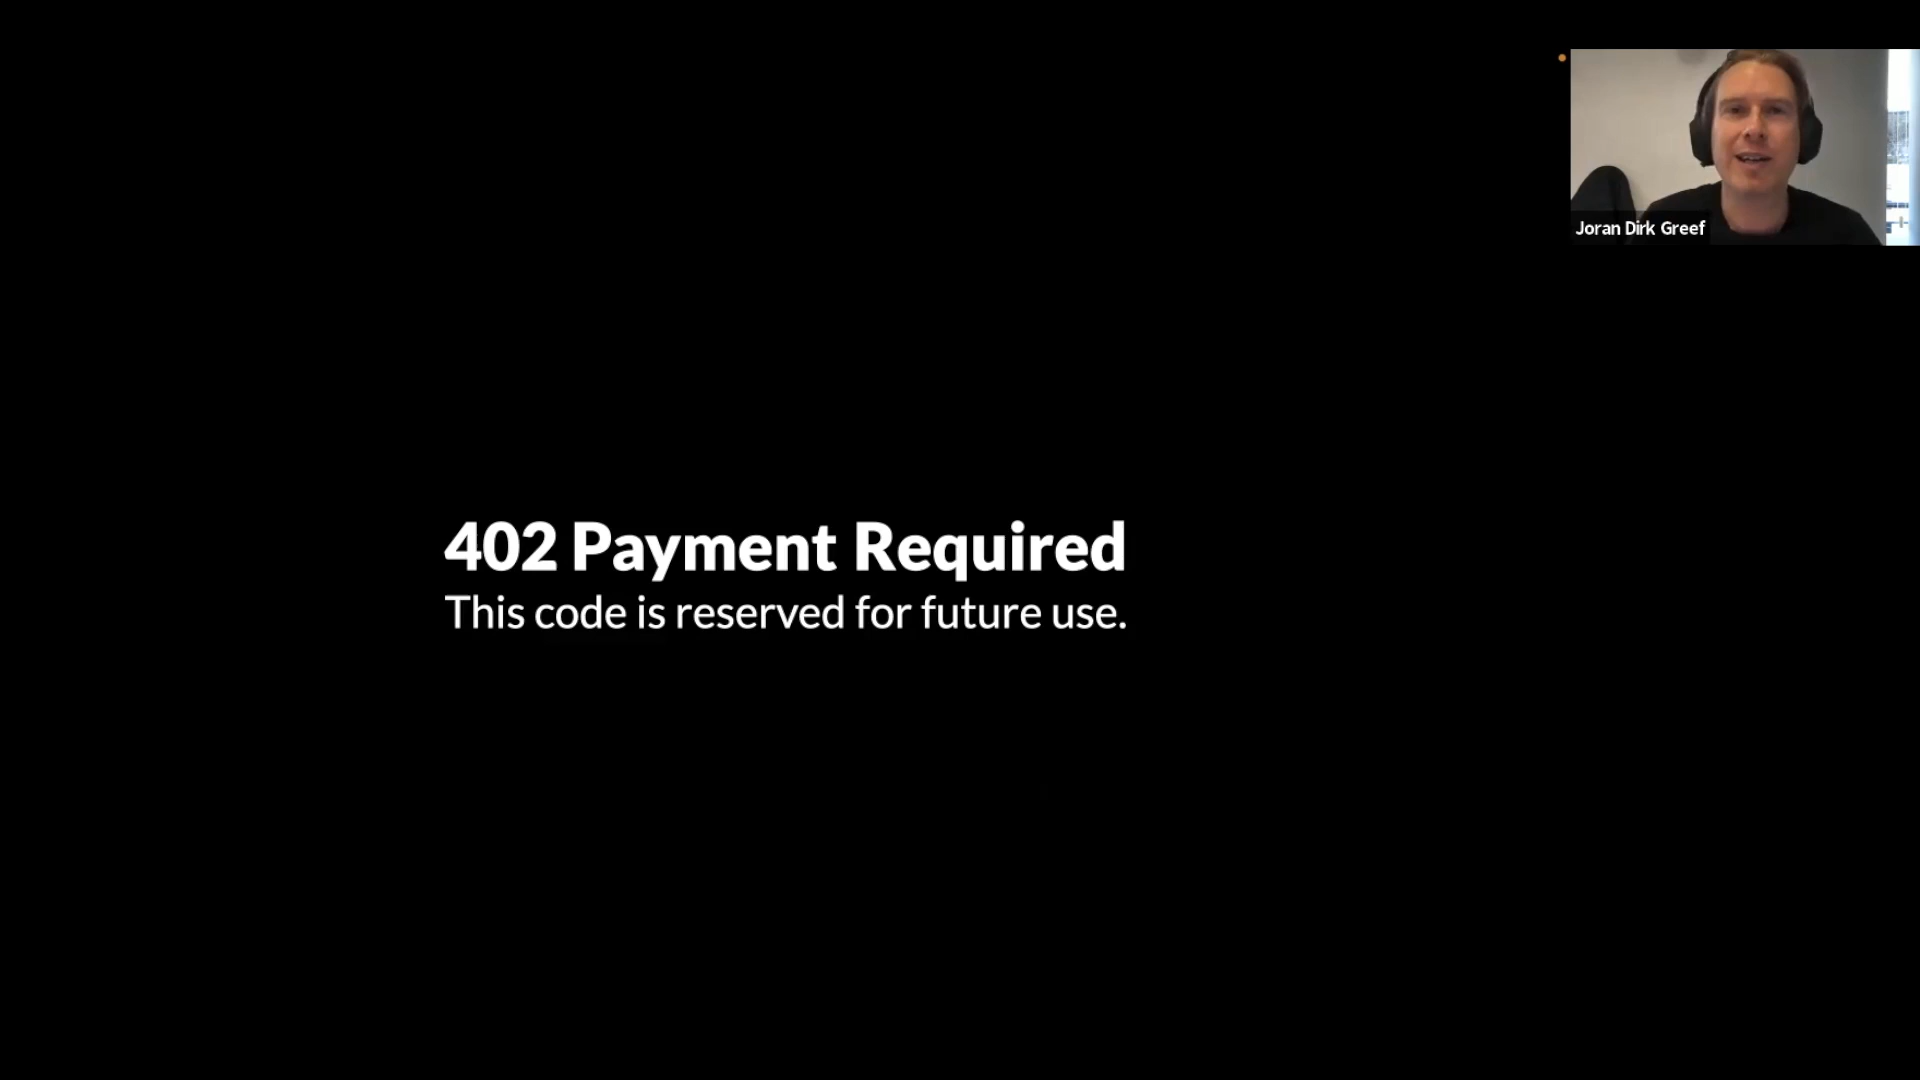 Joran Dirk Greef
402 Payment Required
This code is reserved for future use.